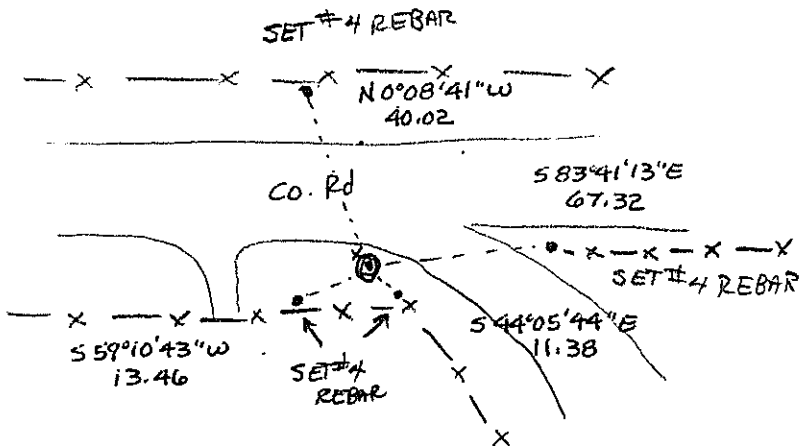 SET #4 REBAR
N 0°08'41"W
40.02
Co. Rd
S 83°41'13"E
67.32
SET #4 REBAR
S 44°05'44"E
11.38
S 59°10'43"W
13.46
SET #4
REBAR